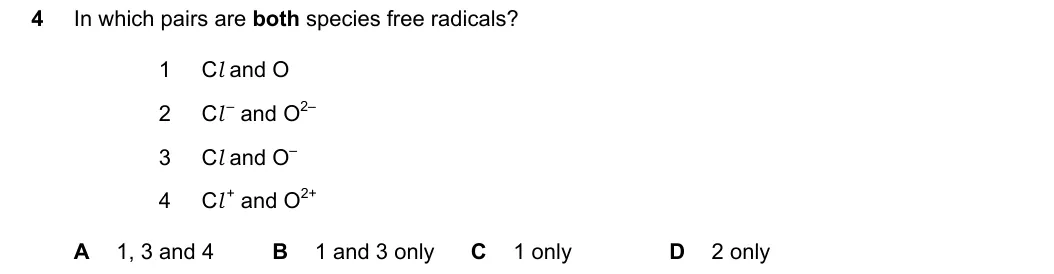 4 In which pairs are both species free radicals?
1 Cl and O
2 Cl⁻ and O²⁻
3 Cl and O⁻
4 Cl⁺ and O²⁺
A 1, 3 and 4 B 1 and 3 only C 1 only D 2 only